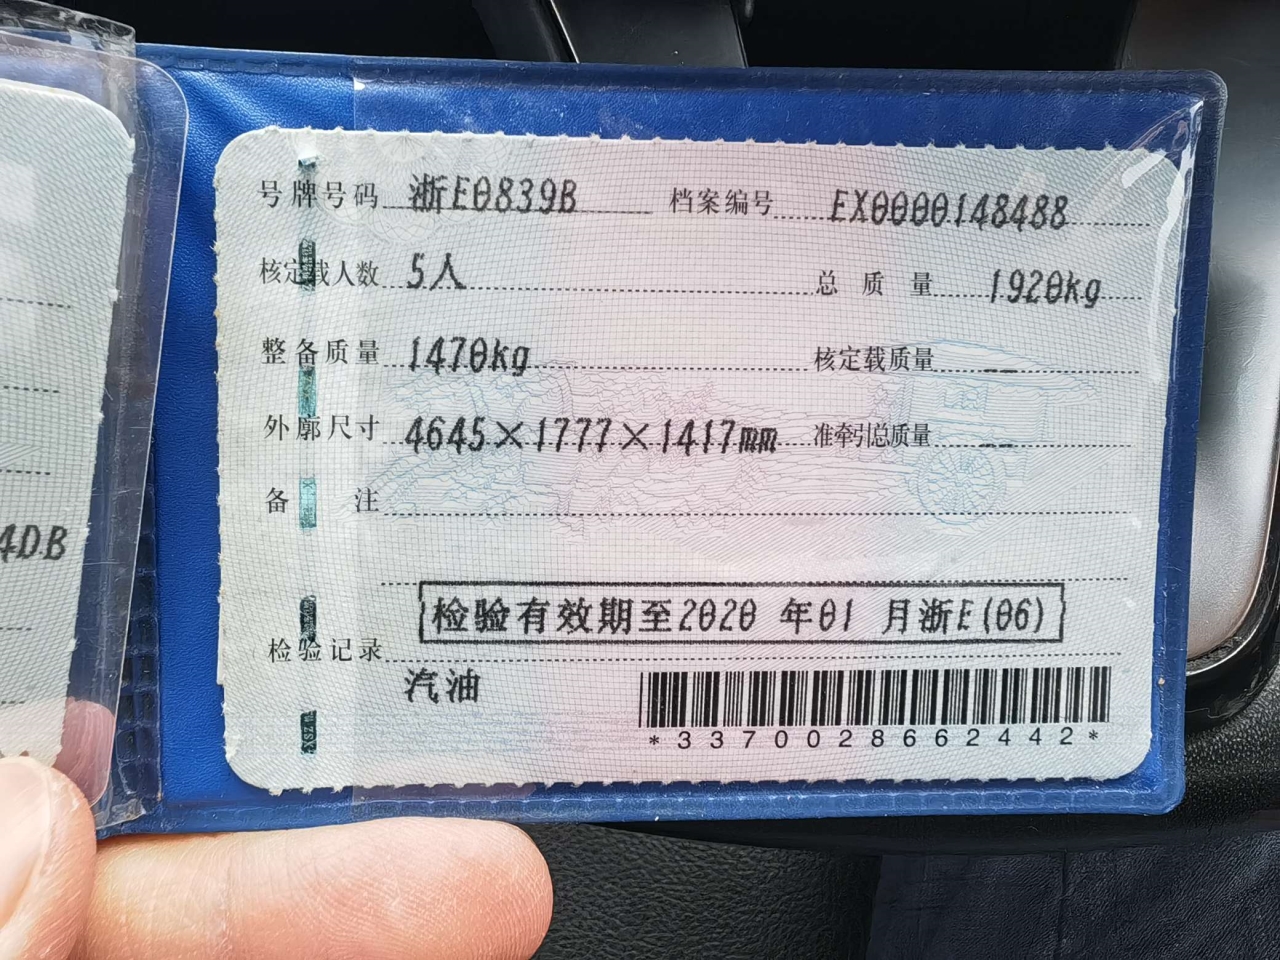 号牌号码 浙E0839B 档案编号 EX0000148488
核定载人数 5人 总质量 1920kg
整备质量 1470kg 核定载质量 --
外廓尺寸 4645×1777×1417mm 准牵引总质量 --
备注
4DB
检验有效期至2020 年01 月浙E(06)
检验记录
汽油
*3370028662442*